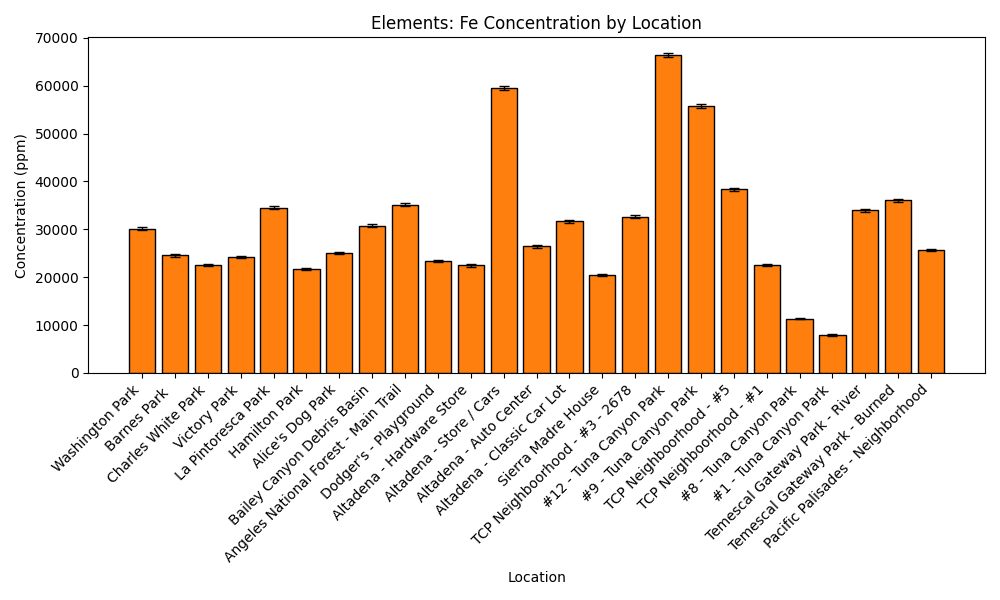 Elements: Fe Concentration by Location
Concentration (ppm)
70000
60000
50000
40000
30000
20000
10000
0
Washington Park
Barnes Park
Charles White Park
Victory Park
La Pintoresca Park
Hamilton Park
Alice's Dog Park
Bailey Canyon Debris Basin
Angeles National Forest - Main Trail
Dodger's - Playground
Altadena - Hardware Store
Altadena - Store / Cars
Altadena - Auto Center
Altadena - Classic Car Lot
Sierra Madre House
TCP Neighborhood - #3 - 2678
#12 - Tuna Canyon Park
#9 - Tuna Canyon Park
TCP Neighborhood - #5
TCP Neigbhorhood - #1
#8 - Tuna Canyon Park
#1 - Tuna Canyon Park
Temescal Gateway Park - River
Temescal Gateway Park - Burned
Pacific Palisades - Neighborhood
Location